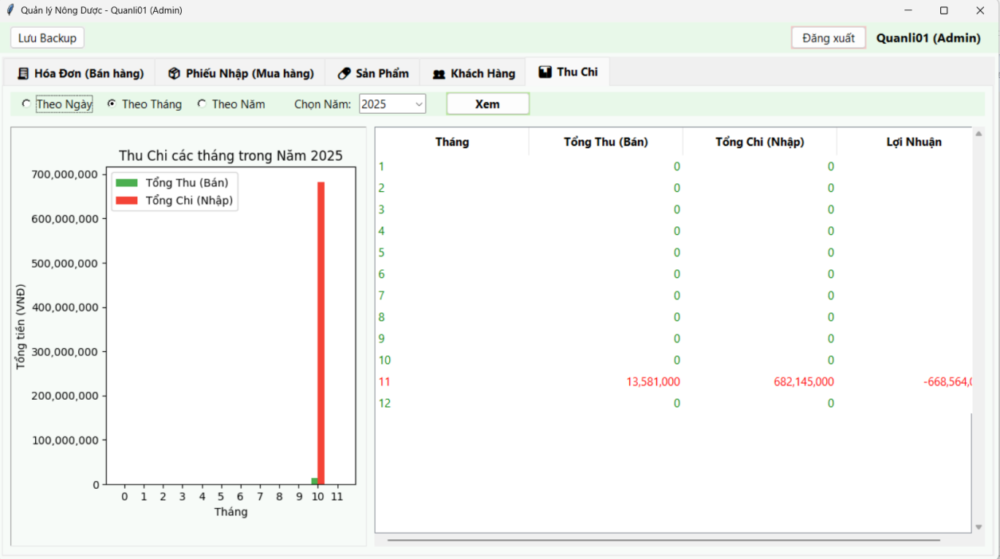 Quản lý Nông Dược - Quanli01 (Admin)
Lưu Backup
Đăng xuất
Quanli01 (Admin)
Hóa Đơn (Bán hàng)
Phiếu Nhập (Mua hàng)
Sản Phẩm
Khách Hàng
Thu Chi
Theo Ngày
Theo Tháng
Theo Năm
Chọn Năm:
2025
Xem
Thu Chi các tháng trong Năm 2025
Tổng Thu (Bán)
Tổng Chi (Nhập)
700,000,000
600,000,000
500,000,000
400,000,000
300,000,000
200,000,000
100,000,000
0
Tổng tiền (VNĐ)
0 1 2 3 4 5 6 7 8 9 10 11
Tháng
Tháng Tổng Thu (Bán) Tổng Chi (Nhập) Lợi Nhuận
1 0 0
2 0 0
3 0 0
4 0 0
5 0 0
6 0 0
7 0 0
8 0 0
9 0 0
10 0 0
11 13,581,000 682,145,000 -668,564,0
12 0 0